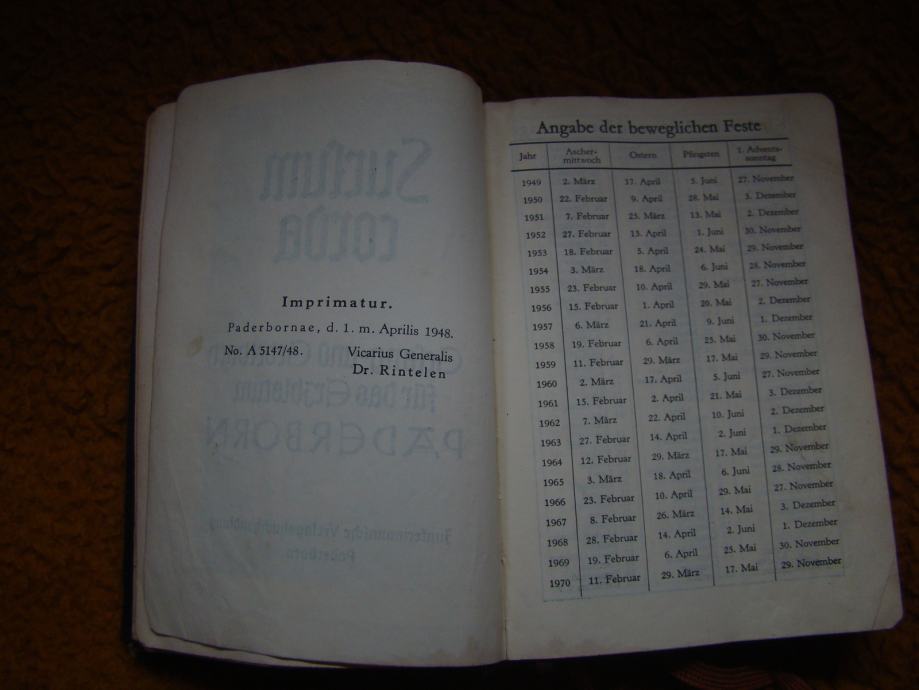 Imprimatur.
Paderbornae, d. 1. m. Aprilis 1948.
No. A 5147/48. Vicarius Generalis
Dr. Rintelen
Angabe der beweglichen Feste
Jahr Ascher-mittwoch Ostern Pfingsten 1. Advents-sonntag
1949 2. März 17. April 5. Juni 27. November
1950 22. Februar 9. April 28. Mai 3. Dezember
1951 7. Februar 25. März 13. Mai 2. Dezember
1952 27. Februar 13. April 1. Juni 30. November
1953 18. Februar 5. April 24. Mai 29. November
1954 3. März 18. April 6. Juni 28. November
1955 23. Februar 10. April 29. Mai 27. November
1956 15. Februar 1. April 20. Mai 2. Dezember
1957 6. März 21. April 9. Juni 1. Dezember
1958 19. Februar 6. April 25. Mai 30. November
1959 11. Februar 29. März 17. Mai 29. November
1960 2. März 17. April 5. Juni 27. November
1961 15. Februar 2. April 21. Mai 3. Dezember
1962 7. März 22. April 10. Juni 2. Dezember
1963 27. Februar 14. April 2. Juni 1. Dezember
1964 12. Februar 29. März 17. Mai 29. November
1965 3. März 18. April 6. Juni 28. November
1966 23. Februar 10. April 29. Mai 27. November
1967 8. Februar 26. März 14. Mai 3. Dezember
1968 28. Februar 14. April 2. Juni 1. Dezember
1969 19. Februar 6. April 25. Mai 30. November
1970 11. Februar 29. März 17. Mai 29. November